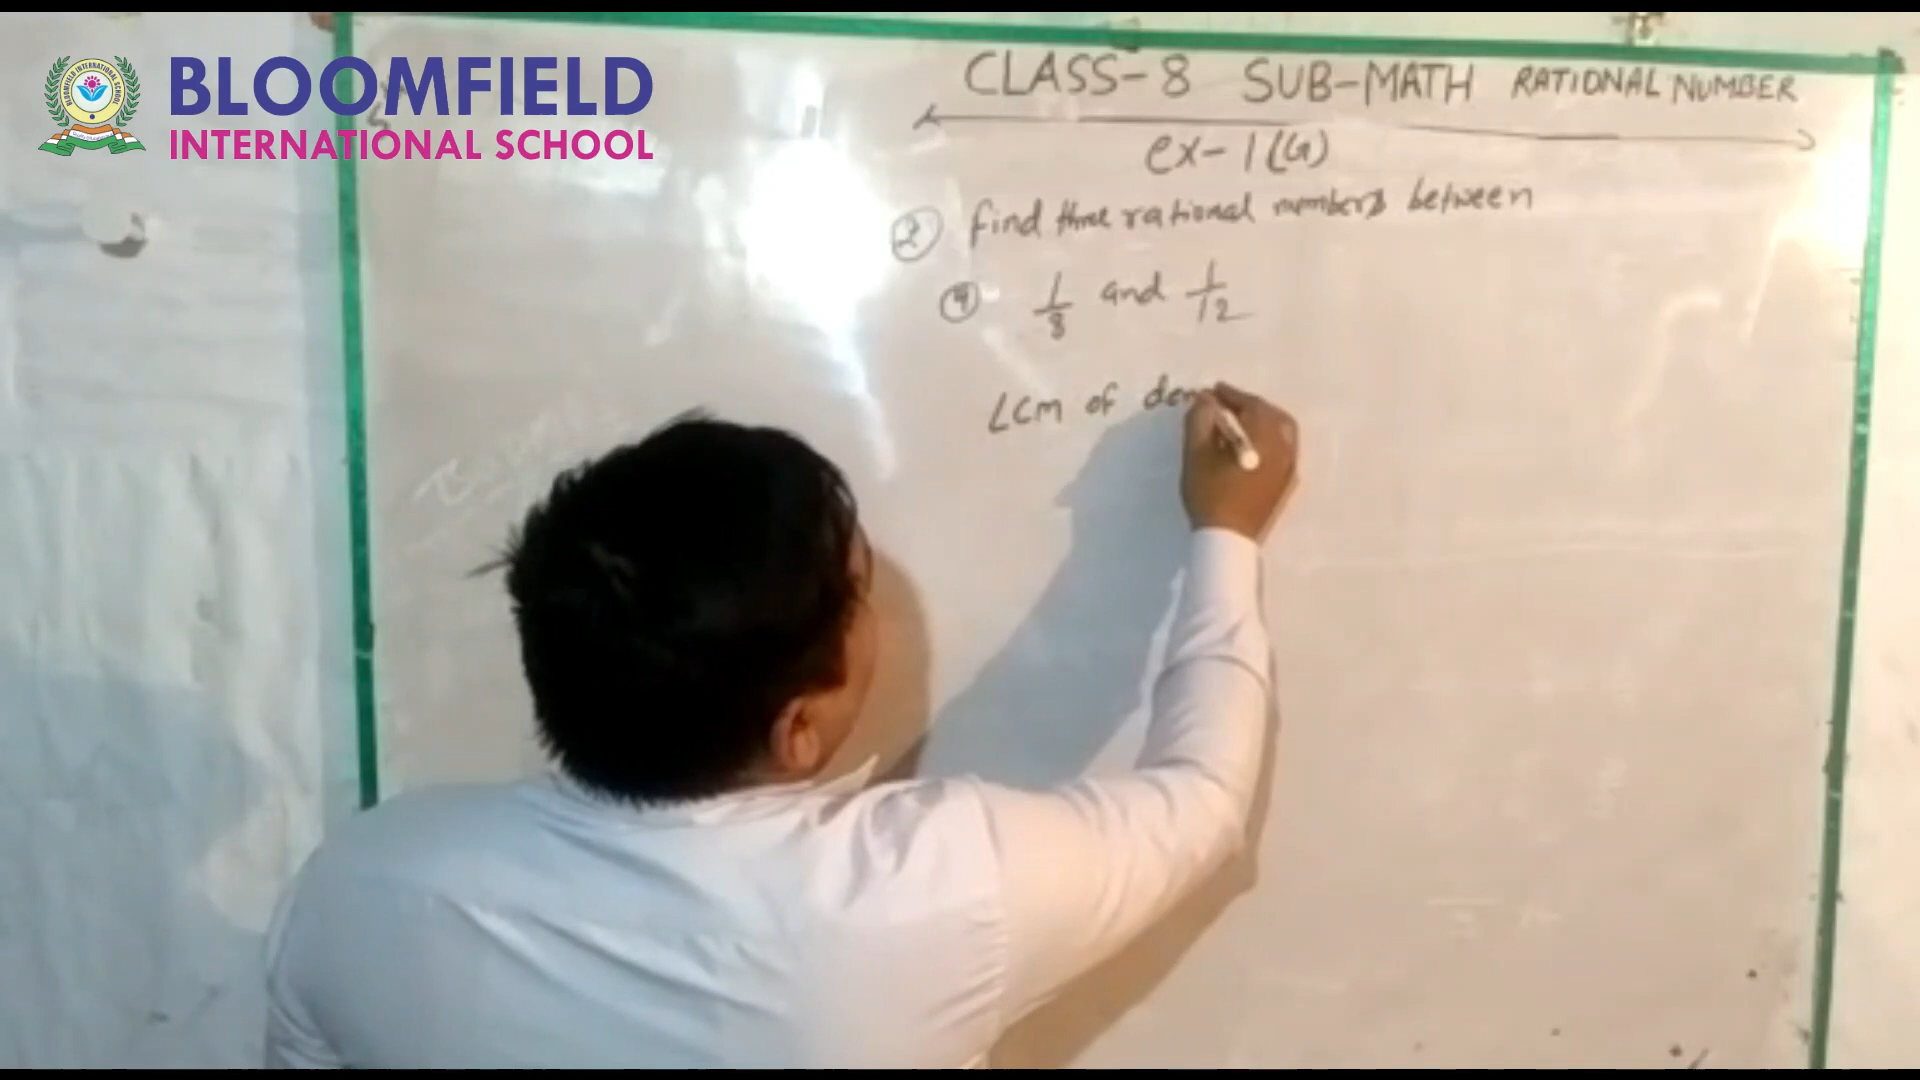 BLOOMFIELD
INTERNATIONAL SCHOOL
CLASS-8 SUB-MATH RATIONAL NUMBER
ex-1(G)
② find three rational numbers between
1/8 and 1/12
LCM of den